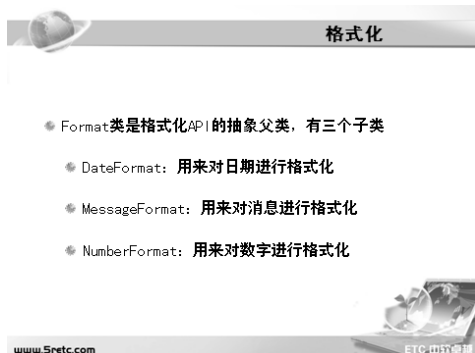 格式化
Format类是格式化API的抽象父类，有三个子类
DateFormat：用来对日期进行格式化
MessageFormat：用来对消息进行格式化
NumberFormat：用来对数字进行格式化
www.5retc.com
ETC 中软卓越